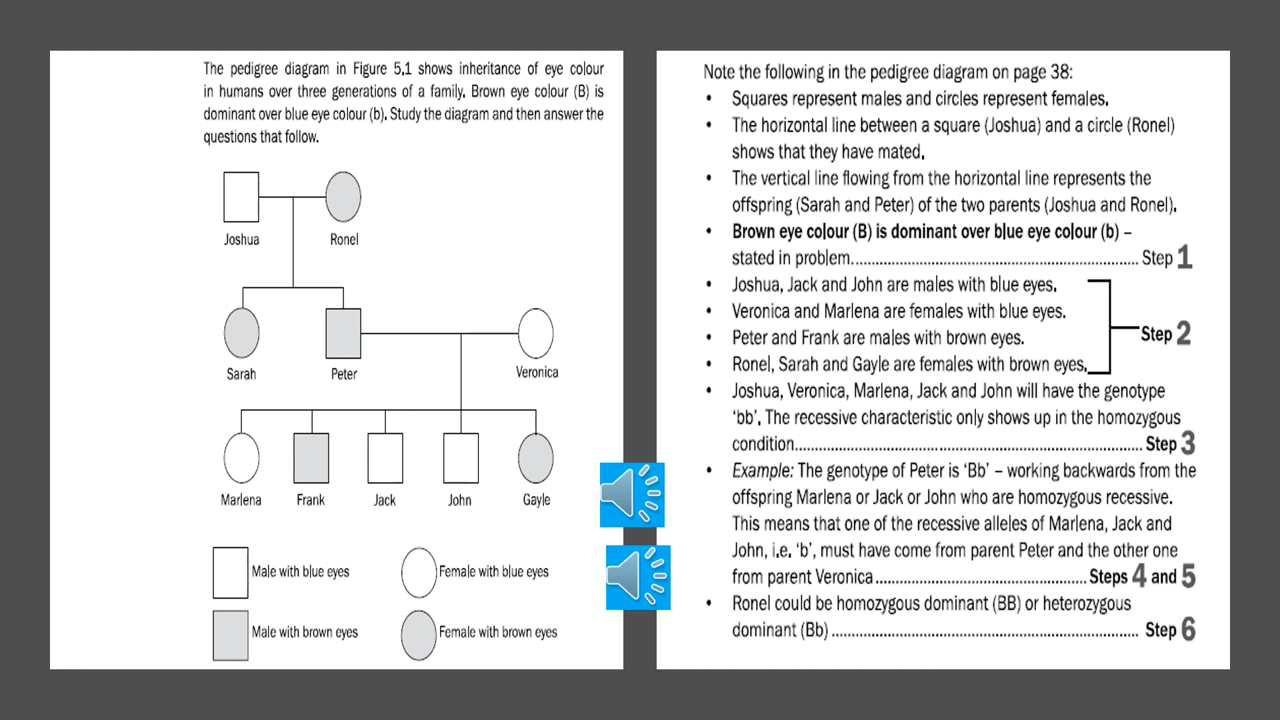 The pedigree diagram in Figure 5.1 shows inheritance of eye colour
in humans over three generations of a family. Brown eye colour (B) is
dominant over blue eye colour (b). Study the diagram and then answer the
questions that follow.
Joshua
Ronel
Sarah
Peter
Veronica
Marlena
Frank
Jack
John
Gayle
Male with blue eyes
Female with blue eyes
Male with brown eyes
Female with brown eyes
Note the following in the pedigree diagram on page 38:
• Squares represent males and circles represent females.
• The horizontal line between a square (Joshua) and a circle (Ronel)
shows that they have mated.
• The vertical line flowing from the horizontal line represents the
offspring (Sarah and Peter) of the two parents (Joshua and Ronel).
• Brown eye colour (B) is dominant over blue eye colour (b) –
stated in problem.......................................................... Step 1
• Joshua, Jack and John are males with blue eyes.
• Veronica and Marlena are females with blue eyes.
• Peter and Frank are males with brown eyes.
Step 2
• Ronel, Sarah and Gayle are females with brown eyes.
• Joshua, Veronica, Marlena, Jack and John will have the genotype
'bb'. The recessive characteristic only shows up in the homozygous
condition.......................................................... Step 3
• Example: The genotype of Peter is 'Bb' – working backwards from the
offspring Marlena or Jack or John who are homozygous recessive.
This means that one of the recessive alleles of Marlena, Jack and
John, i.e. 'b', must have come from parent Peter and the other one
from parent Veronica.......................................... Steps 4 and 5
• Ronel could be homozygous dominant (BB) or heterozygous
dominant (Bb).......................................................... Step 6